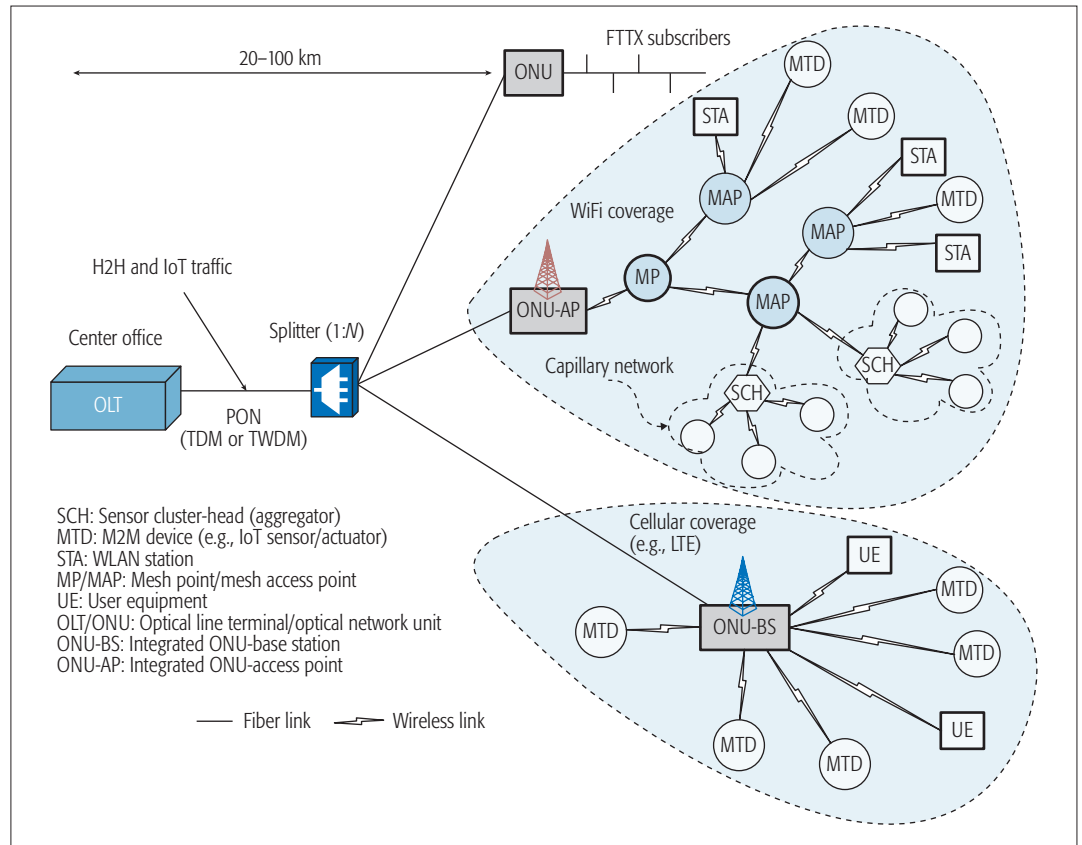 FTTX subscribers
20–100 km
ONU
MTD
STA
MTD
STA
MAP
MTD
WiFi coverage
MAP
STA
H2H and IoT traffic
MP
MAP
ONU-AP
Center office
Splitter (1:N)
Capillary network
SCH
SCH
OLT
PON
(TDM or TWDM)
SCH: Sensor cluster-head (aggregator)
MTD: M2M device (e.g., IoT sensor/actuator)
STA: WLAN station
MP/MAP: Mesh point/mesh access point
UE: User equipment
OLT/ONU: Optical line terminal/optical network unit
ONU-BS: Integrated ONU-base station
ONU-AP: Integrated ONU-access point
Cellular coverage
(e.g., LTE)
UE
MTD
MTD
ONU-BS
MTD
UE
MTD
MTD
Fiber link
Wireless link